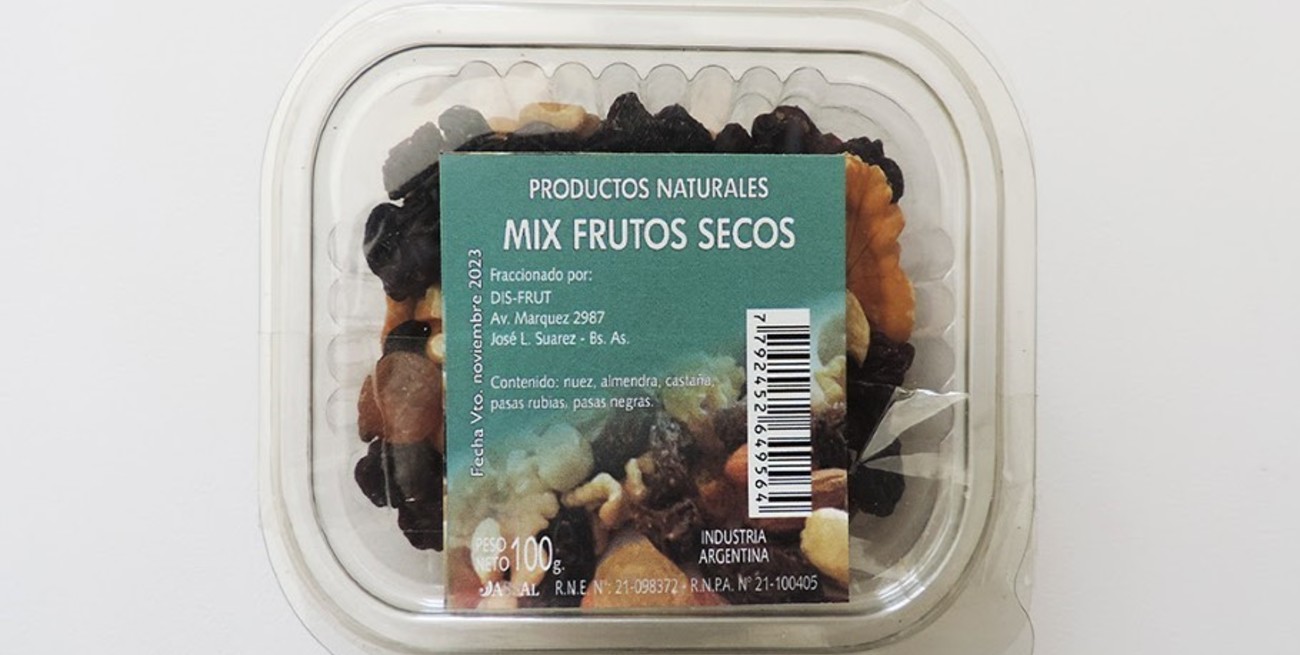 PRODUCTOS NATURALES
MIX FRUTOS SECOS
Fecha Vto. noviembre 2023
Fraccionado por:
DIS-FRUT
Av. Marquez 2987
José L. Suarez - Bs. As.
Contenido: nuez, almendra, castaña,
pasas rubias, pasas negras.
7 792452 649564
PESO NETO 100g.
INDUSTRIA
ARGENTINA
R.N.E. N°: 21-098372 - R.N.P.A. N° 21-100405